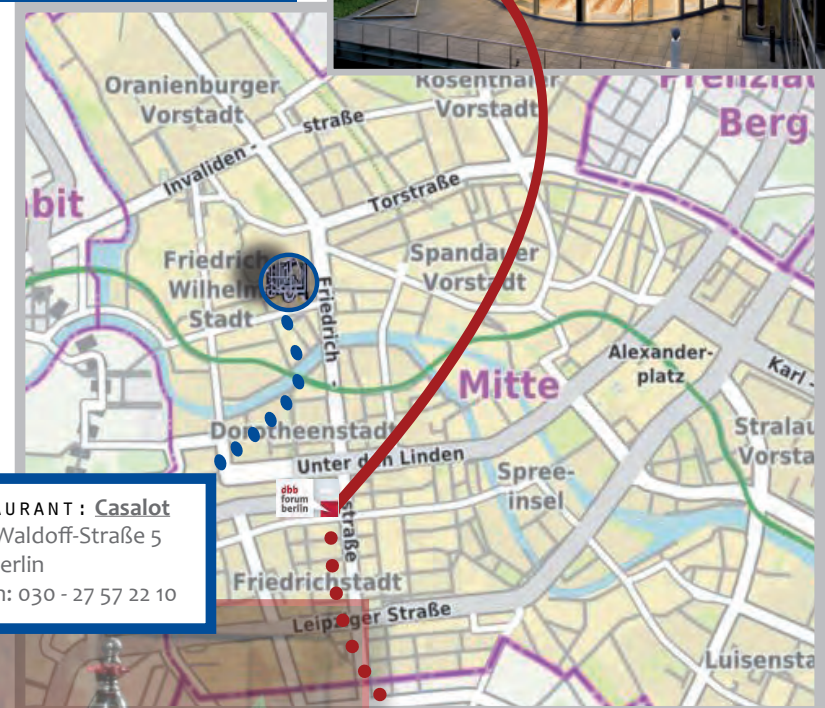 Oranienburger
Vorstadt
Rosenthaler
Vorstadt
Prenzlau
Berg
straße
Invaliden -
Torstraße
bit
Friedrich
Wilhelm
Stadt
Friedrich -
Spandauer
Vorstadt
Alexander-
platz
Karl -
Mitte
Dorotheenstadt
Unter den Linden
Stralau
Vorsta
Spree-
insel
dbb
forum
berlin
straße
AURANT: Casalot
Waldoff-Straße 5
erlin
n: 030 - 27 57 22 10
Friedrichstadt
Leipziger Straße
Luisensta